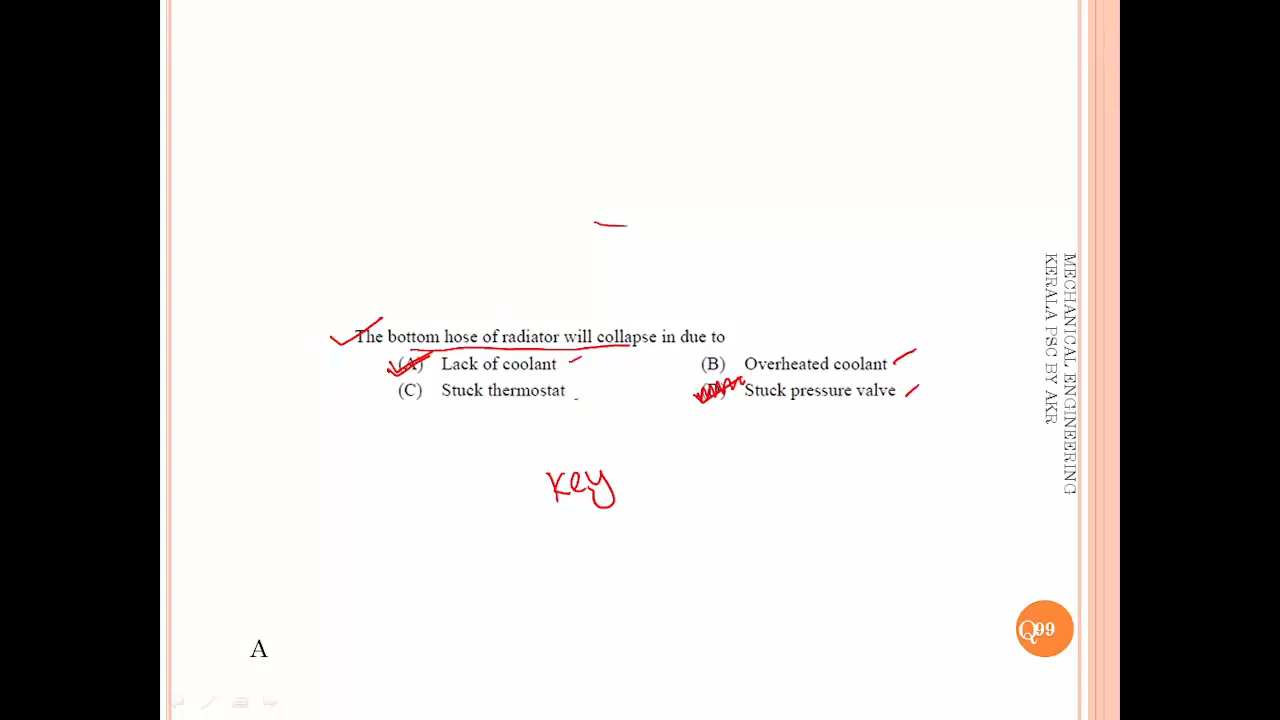 The bottom hose of radiator will collapse in due to
(A) Lack of coolant (B) Overheated coolant
(C) Stuck thermostat (D) Stuck pressure valve
key
A
Q99
MECHANICAL ENGINEERING
KERALA PSC BY AKR